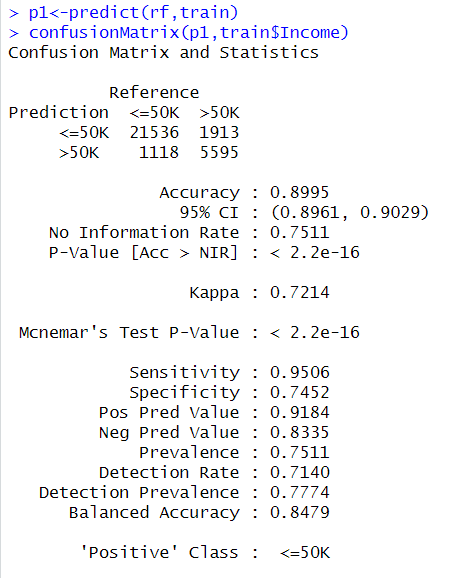 > p1<-predict(rf,train)
> confusionMatrix(p1,train$Income)
Confusion Matrix and Statistics
Reference
Prediction <=50K >50K
<=50K 21536 1913
>50K 1118 5595
Accuracy : 0.8995
95% CI : (0.8961, 0.9029)
No Information Rate : 0.7511
P-Value [Acc > NIR] : < 2.2e-16
Kappa : 0.7214
Mcnemar's Test P-Value : < 2.2e-16
Sensitivity : 0.9506
Specificity : 0.7452
Pos Pred Value : 0.9184
Neg Pred Value : 0.8335
Prevalence : 0.7511
Detection Rate : 0.7140
Detection Prevalence : 0.7774
Balanced Accuracy : 0.8479
'Positive' Class : <=50K